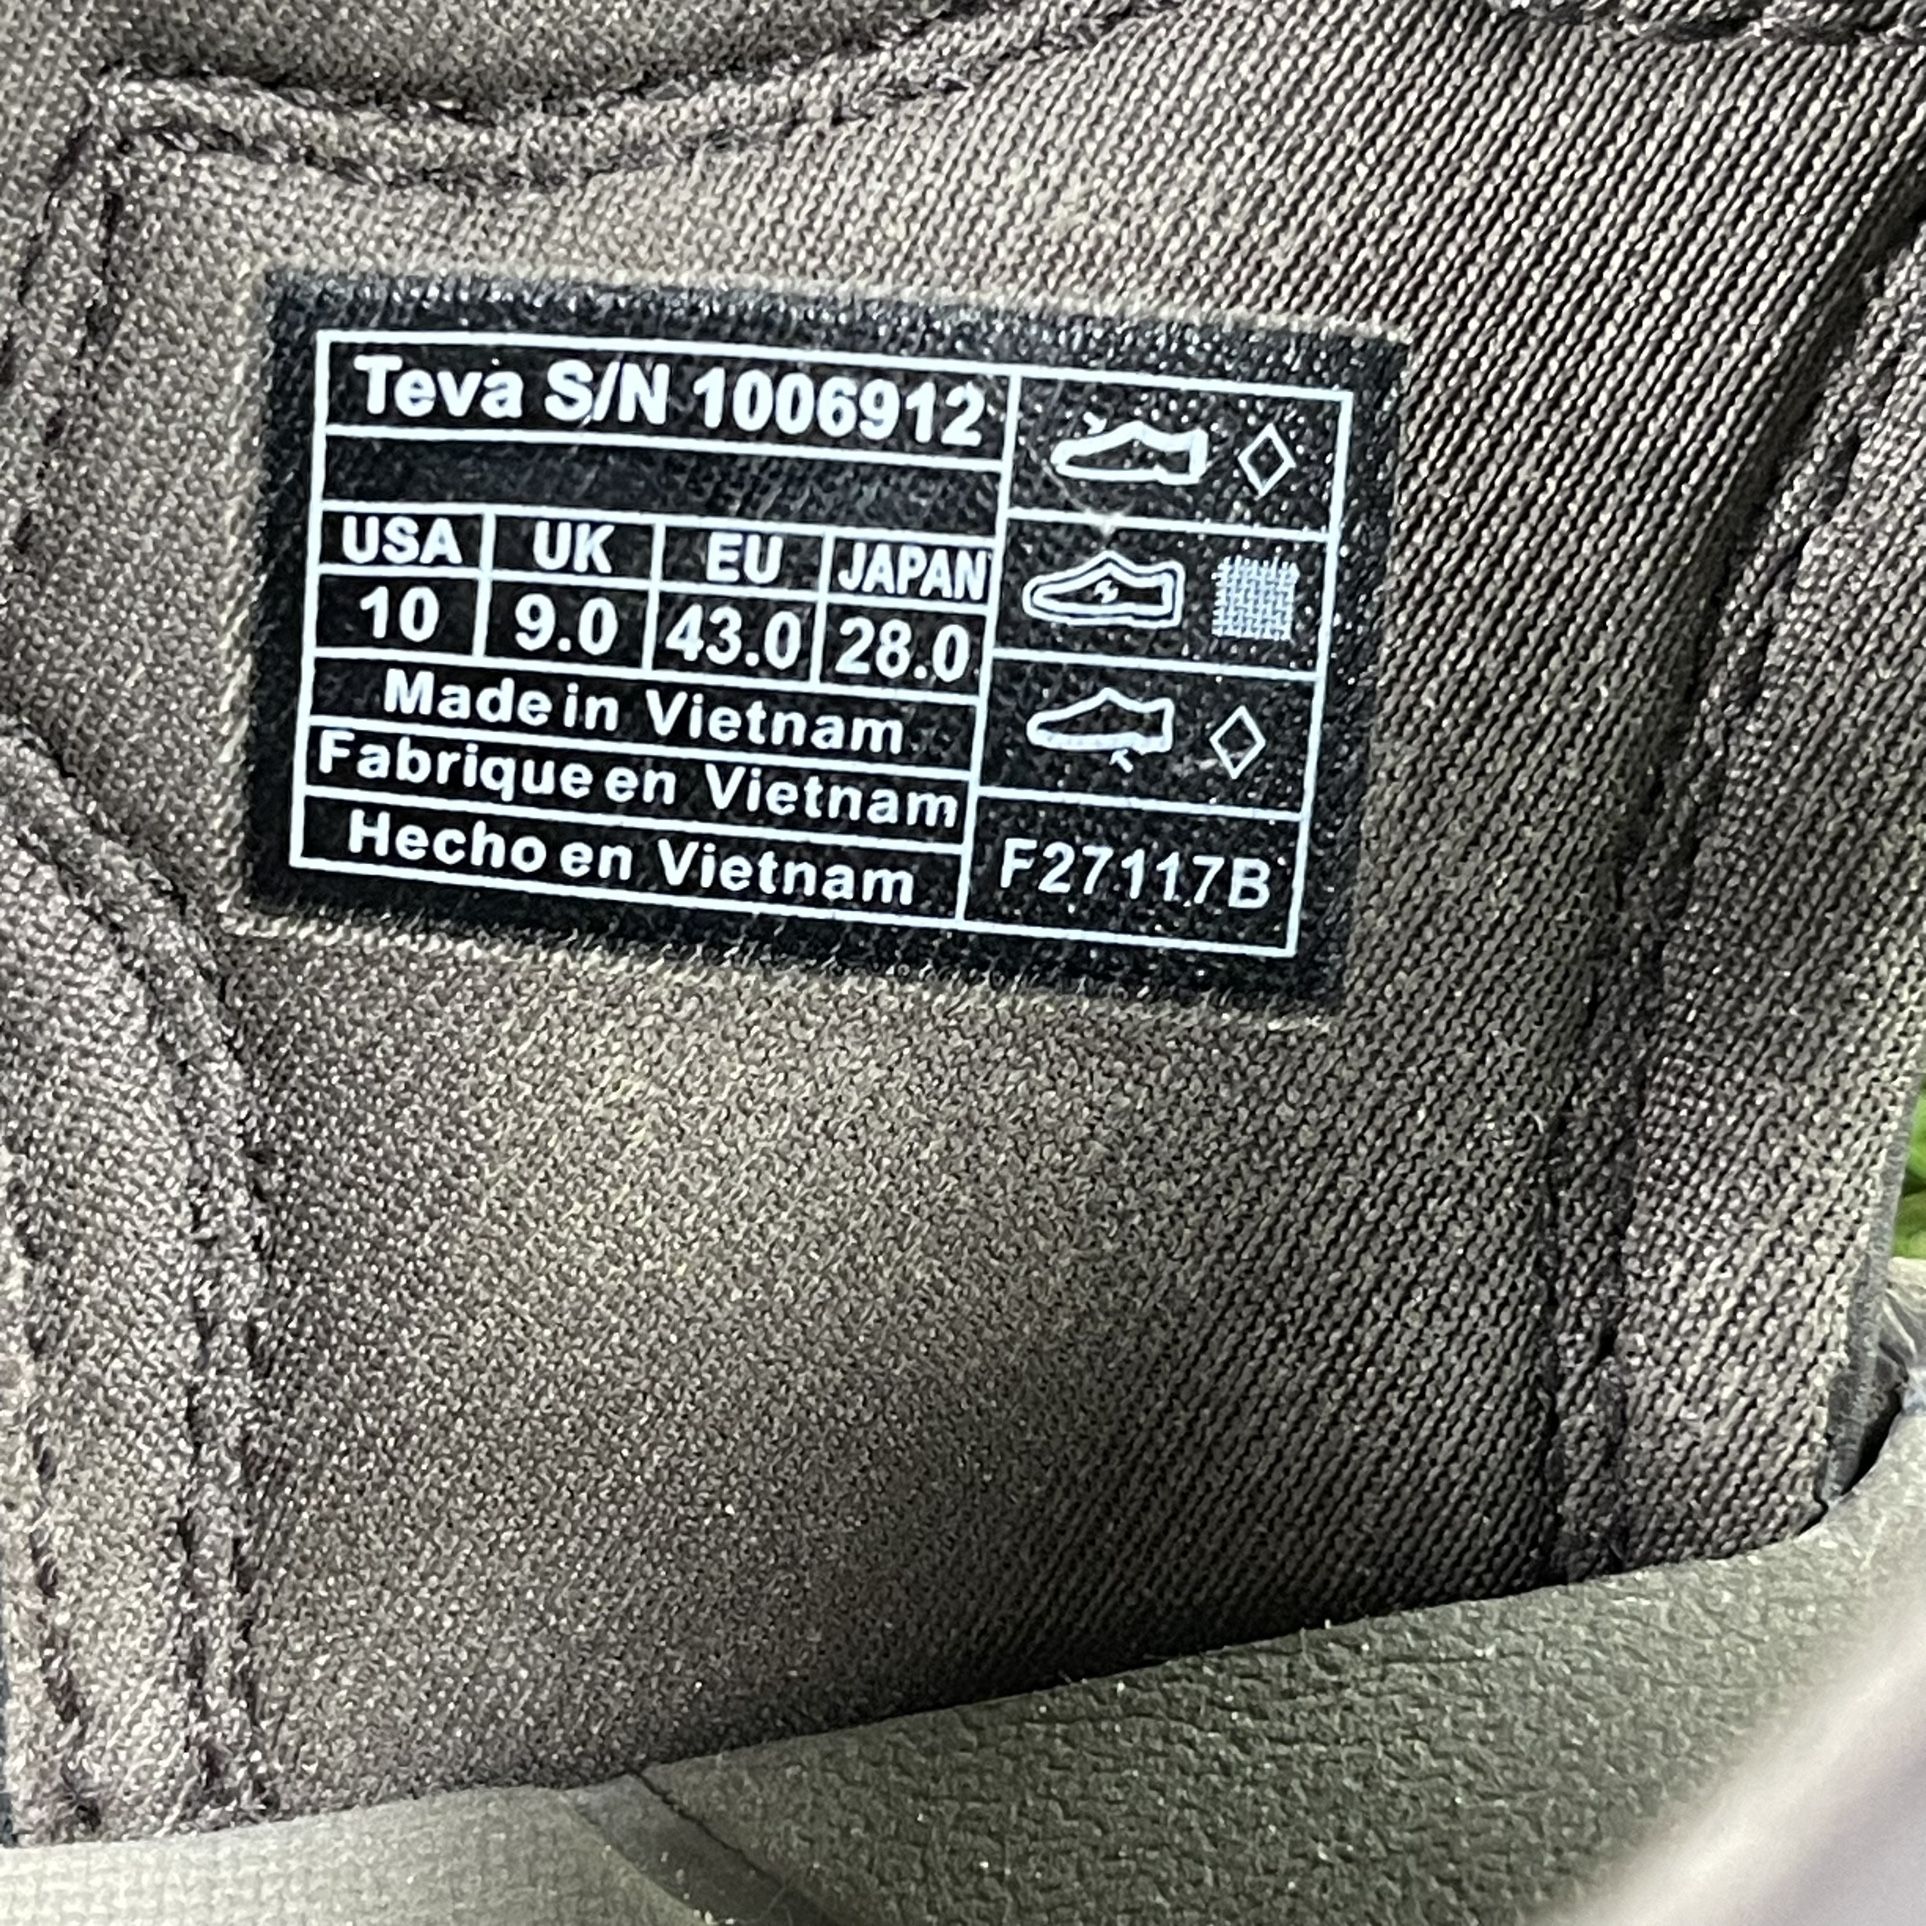 Teva S/N 1006912
USA UK EU JAPAN
10 9.0 43.0 28.0
Made in Vietnam
Fabrique en Vietnam
Hecho en Vietnam
F27117B